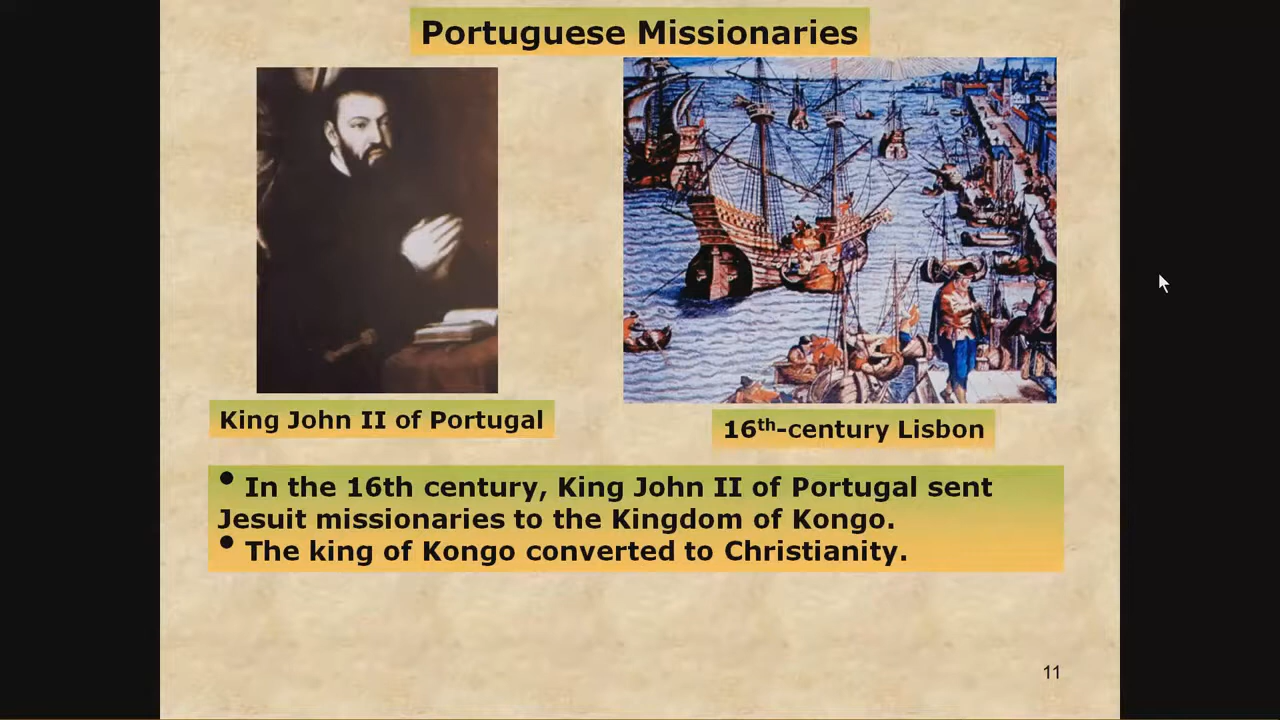 Portuguese Missionaries
King John II of Portugal
16th-century Lisbon
• In the 16th century, King John II of Portugal sent
Jesuit missionaries to the Kingdom of Kongo.
• The king of Kongo converted to Christianity.
11